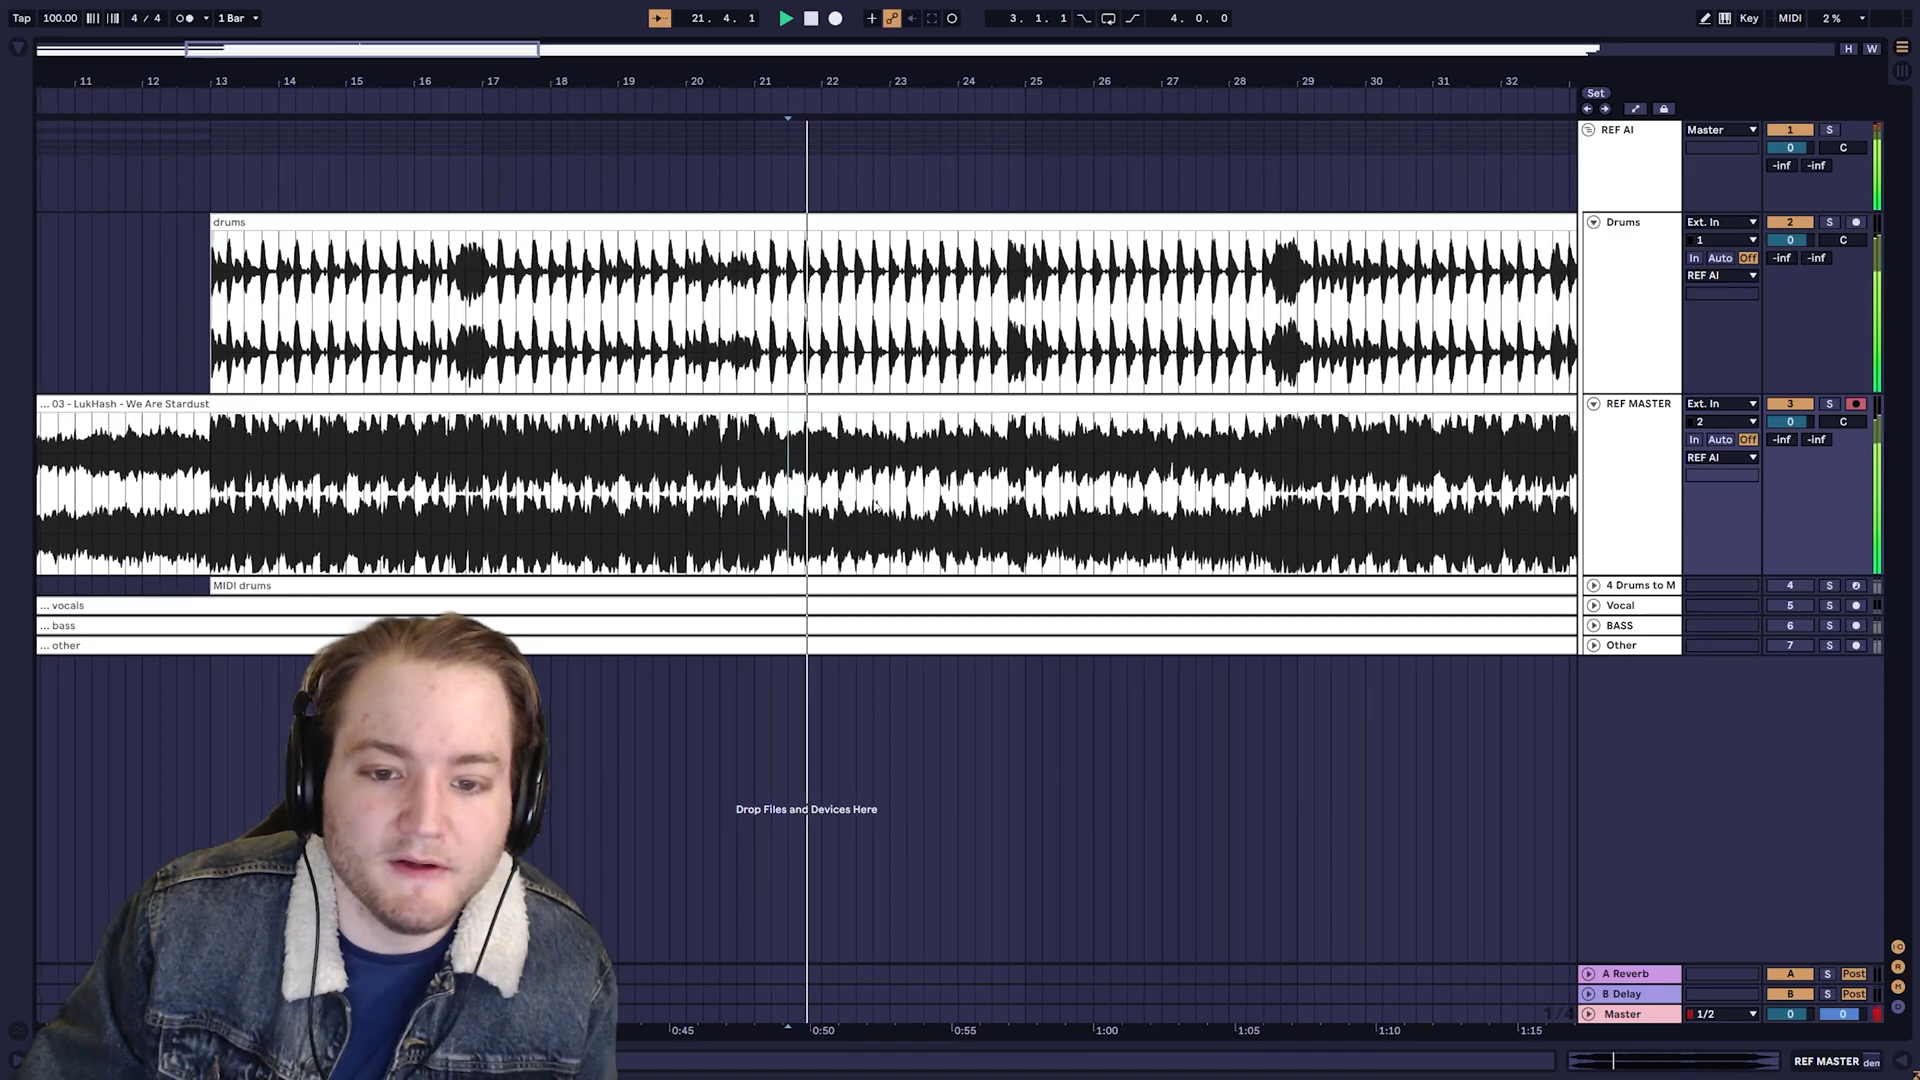 Tap 100.00 4 / 4 1 Bar 21. 4. 1 3. 1. 1 4. 0. 0 Key MIDI 2 %
H W
11 12 13 14 15 16 17 18 19 20 21 22 23 24 25 26 27 28 29 30 31 32
Set
REF AI Master 1 S
0 C
-inf -inf
drums Drums Ext. In 2 S
1 0 C
In Auto Off -inf -inf
REF AI
... 03 - LukHash - We Are Stardust REF MASTER Ext. In 3 S
2 0 C
In Auto Off -inf -inf
REF AI
MIDI drums 4 Drums to M 4 S
... vocals Vocal 5 S
... bass BASS 6 S
... other Other 7 S
Drop Files and Devices Here
A Reverb A S Post
B Delay B S Post
1/4 Master 1/2 0 0
0:45 0:50 0:55 1:00 1:05 1:10 1:15
REF MASTER